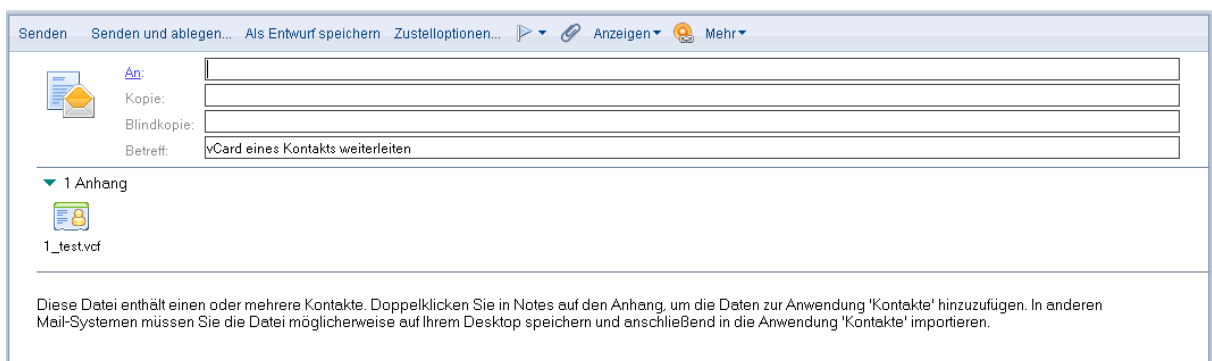 Senden Senden und ablegen... Als Entwurf speichern Zustelloptionen... Anzeigen Mehr
An:
Kopie:
Blindkopie:
Betreff: vCard eines Kontakts weiterleiten
1 Anhang
1_test.vcf
Diese Datei enthält einen oder mehrere Kontakte. Doppelklicken Sie in Notes auf den Anhang, um die Daten zur Anwendung 'Kontakte' hinzuzufügen. In anderen
Mail-Systemen müssen Sie die Datei möglicherweise auf Ihrem Desktop speichern und anschließend in die Anwendung 'Kontakte' importieren.